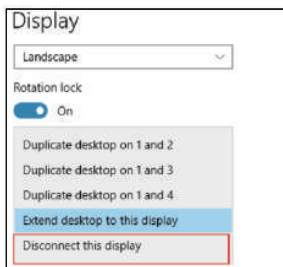 Display
Landscape
Rotation lock
On
Duplicate desktop on 1 and 2
Duplicate desktop on 1 and 3
Duplicate desktop on 1 and 4
Extend desktop to this display
Disconnect this display